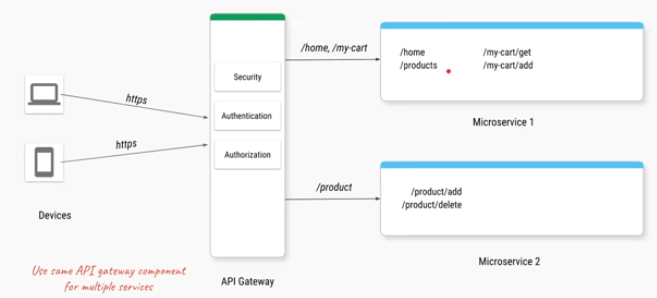 https
https
Devices
Use same API gateway component
for multiple services
Security
Authentication
Authorization
API Gateway
/home, /my-cart
/product
/home
/products
/my-cart/get
/my-cart/add
Microservice 1
/product/add
/product/delete
Microservice 2